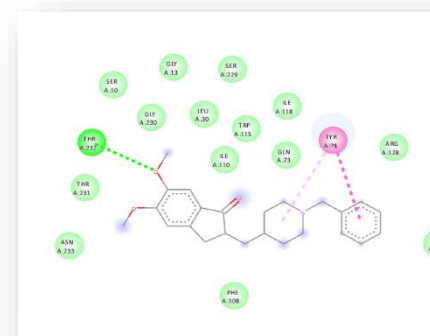 GLY
A:13
SER
A:229
SER
A:10
ILE
A:118
GLY
A:230
LEU
A:30
TRP
A:115
TYR
A:71
THR
A:232
ARG
A:128
ILE
A:110
GLN
A:73
THR
A:231
O
O
O
N
ASN
A:233
PHE
A:108